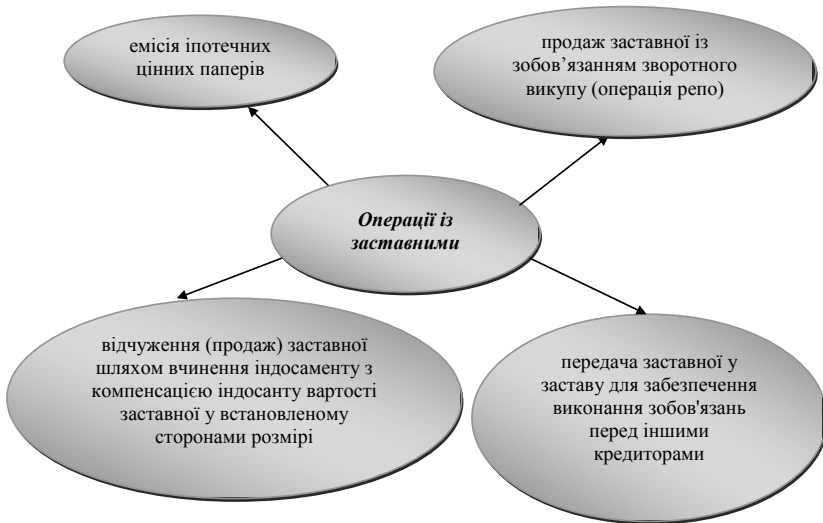 емісія іпотечних
цінних паперів
продаж заставної із
зобов’язанням зворотного
викупу (операція репо)
Операції із
заставними
відчуження (продаж) заставної
шляхом вчинення індосаменту з
компенсацією індосанту вартості
заставної у встановленому
сторонами розмірі
передача заставної у
заставу для забезпечення
виконання зобов'язань
перед іншими
кредиторами